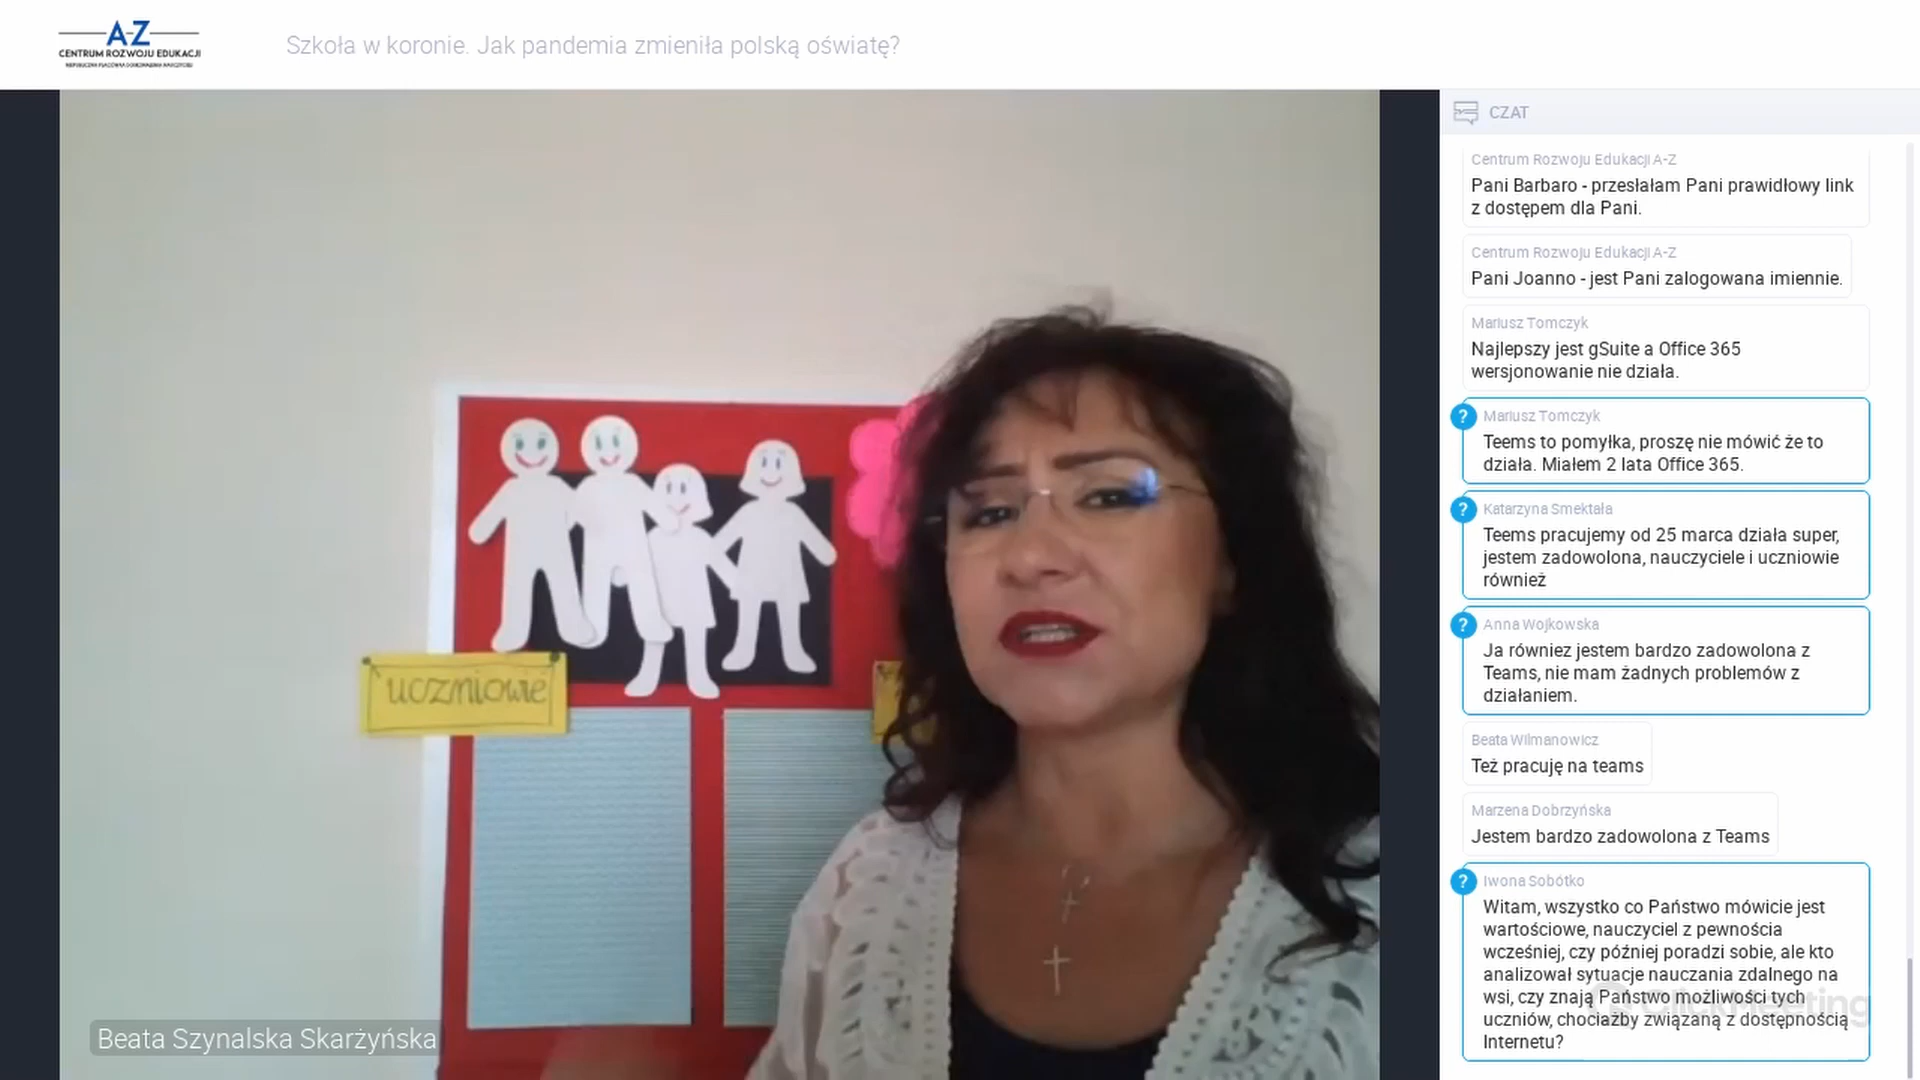 A-Z
CENTRUM ROZWOJU EDUKACJI
NIEPUBLICZNA PLACÓWKA DOSKONALENIA NAUCZYCIELI
Szkoła w koronie. Jak pandemia zmieniła polską oświatę?
uczniowie
Beata Szynalska Skarżyńska
CZAT
Centrum Rozwoju Edukacji A-Z
Pani Barbaro - przesłałam Pani prawidłowy link
z dostępem dla Pani.
Centrum Rozwoju Edukacji A-Z
Pani Joanno - jest Pani zalogowana imiennie.
Mariusz Tomczyk
Najlepszy jest gSuite a Office 365
wersjonowanie nie działa.
?
Mariusz Tomczyk
Teems to pomyłka, proszę nie mówić że to
działa. Miałem 2 lata Office 365.
?
Katarzyna Smektała
Teems pracujemy od 25 marca działa super,
jestem zadowolona, nauczyciele i uczniowie
również
?
Anna Wojkowska
Ja równiez jestem bardzo zadowolona z
Teams, nie mam żadnych problemów z
działaniem.
Beata Wilmanowicz
Też pracuję na teams
Marzena Dobrzyńska
Jestem bardzo zadowolona z Teams
?
Iwona Sobótko
Witam, wszystko co Państwo mówicie jest
wartościowe, nauczyciel z pewnościa
wcześniej, czy później poradzi sobie, ale kto
analizował sytuacje nauczania zdalnego na
wsi, czy znają Państwo możliwości tych
uczniów, chociażby związaną z dostępnością
Internetu?
ClickMeeting